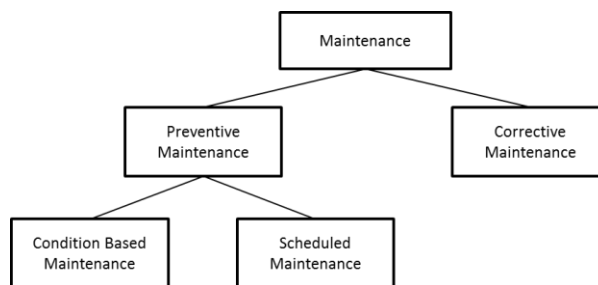 Maintenance
Preventive
Maintenance
Corrective
Maintenance
Condition Based
Maintenance
Scheduled
Maintenance